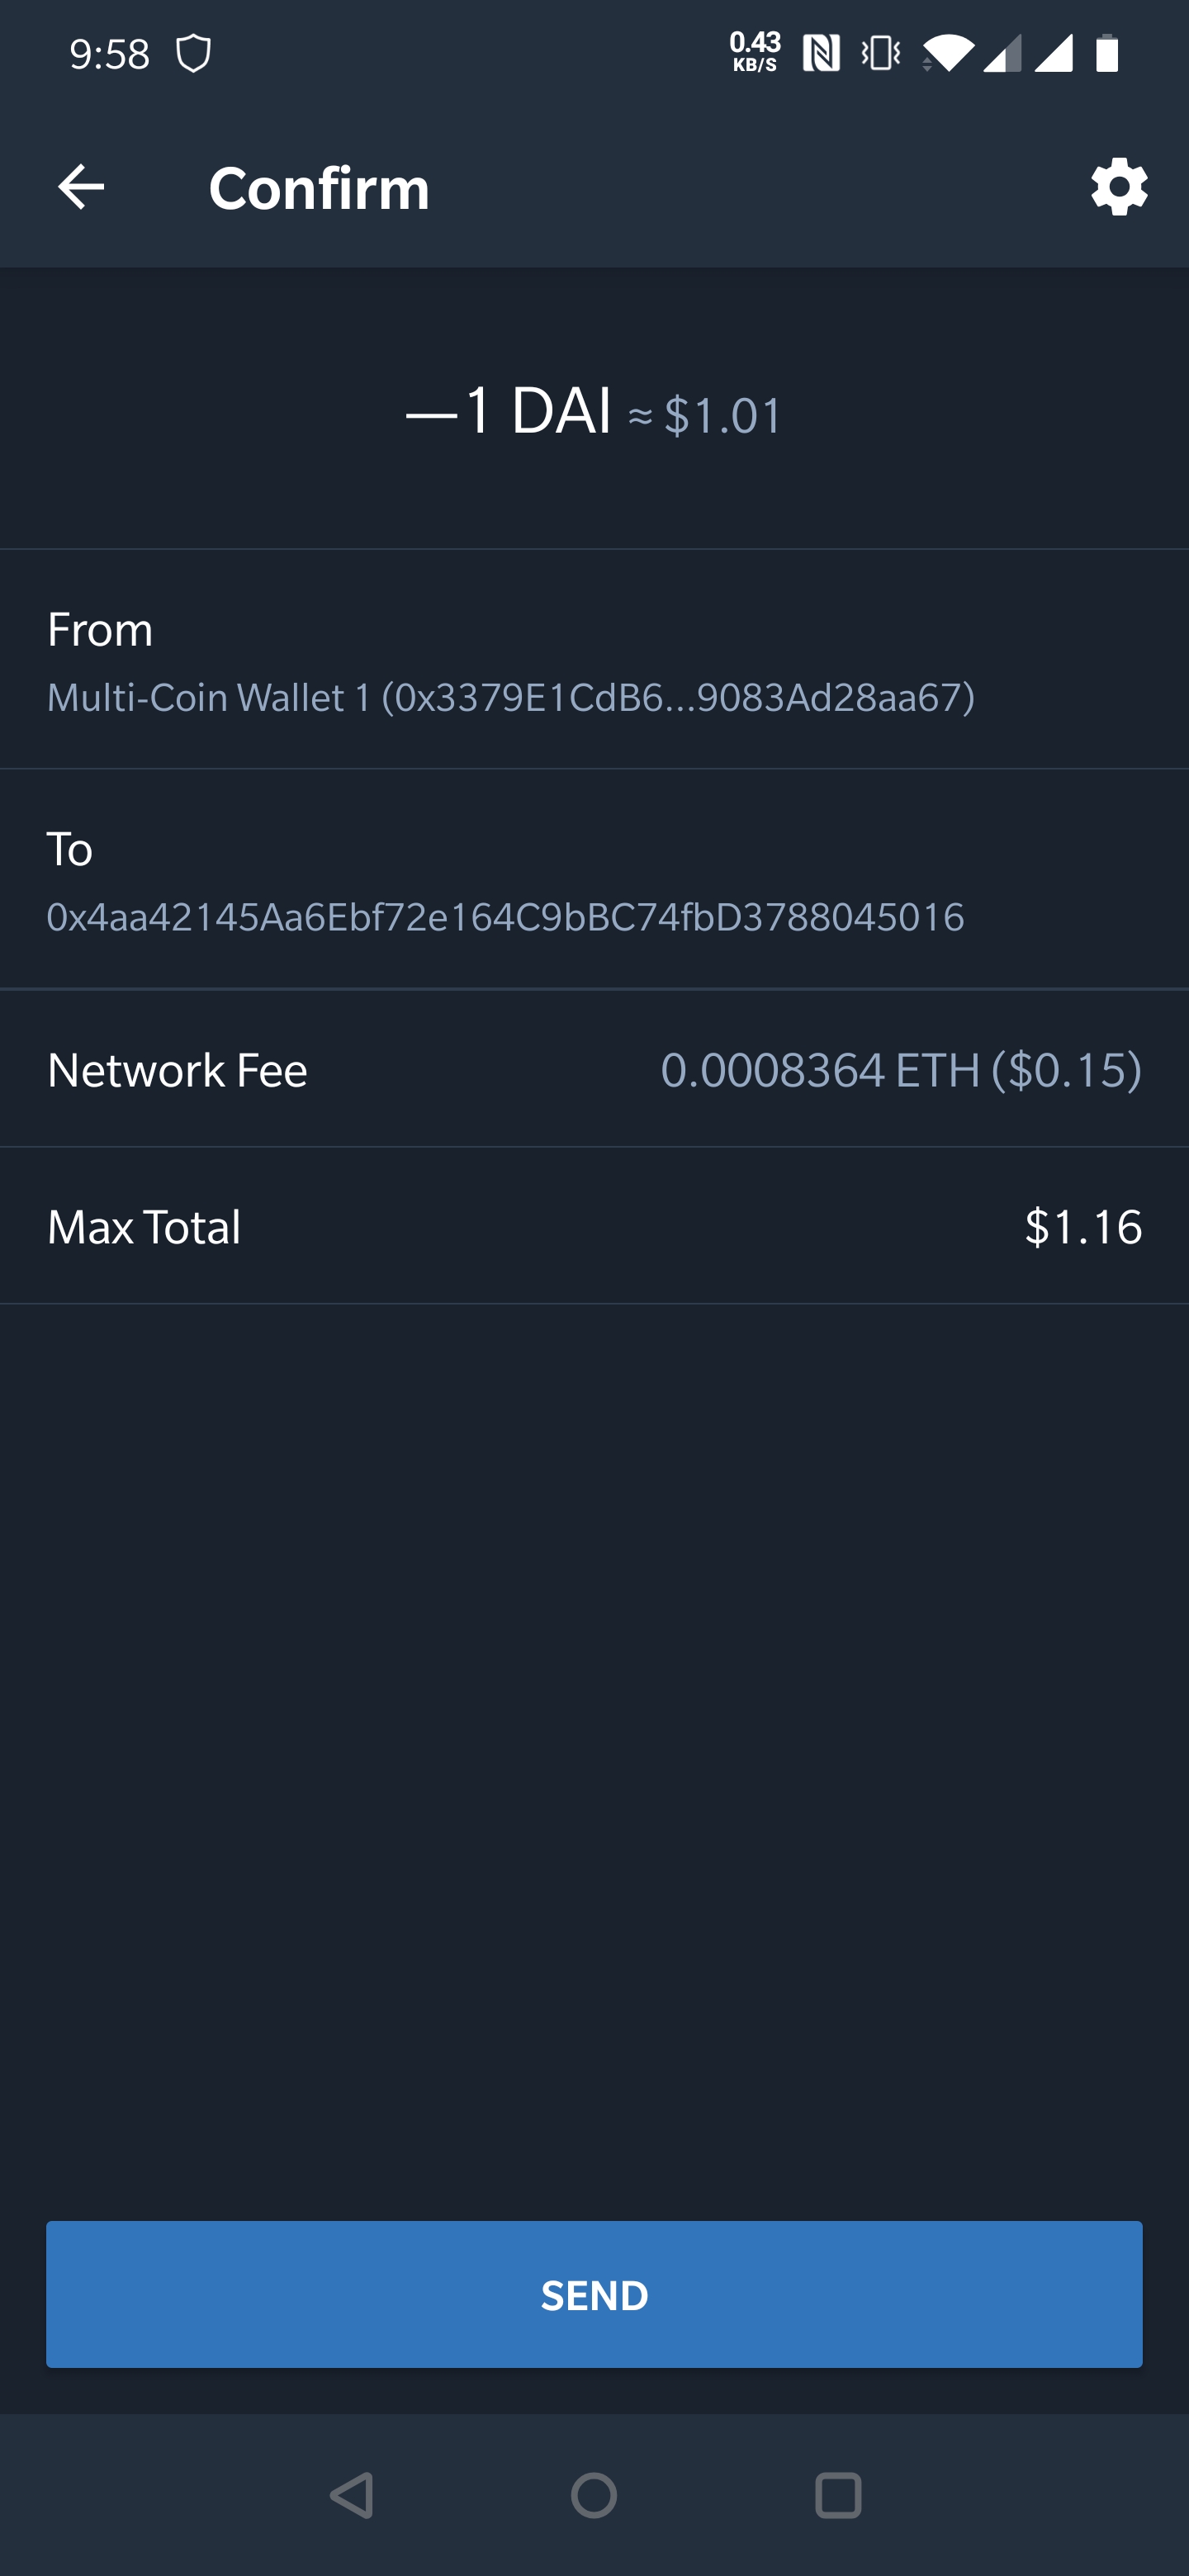 9:58 0.43 KB/S
Confirm
—1 DAI ≈ $1.01
From
Multi-Coin Wallet 1 (0x3379E1CdB6...9083Ad28aa67)
To
0x4aa42145Aa6Ebf72e164C9bBC74fbD3788045016
Network Fee 0.0008364 ETH ($0.15)
Max Total $1.16
SEND